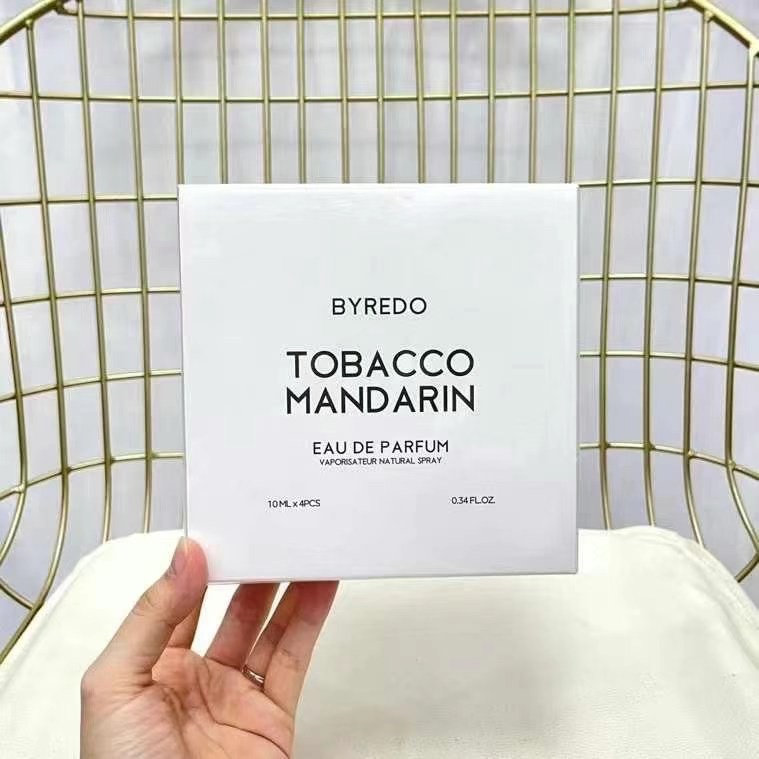 BYREDO
TOBACCO
MANDARIN
EAU DE PARFUM
VAPORISATEUR NATURAL SPRAY
10 ML x 4PCS 0.34 FL.OZ.